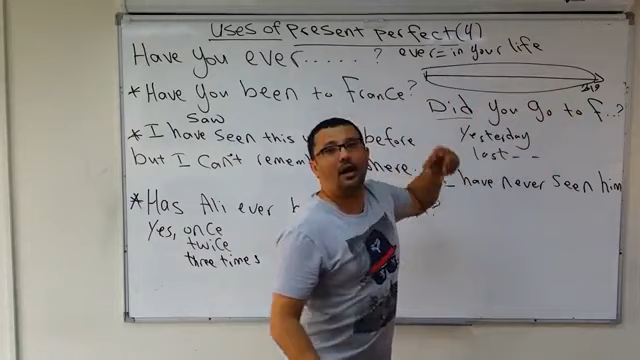 uses of present perfect (4)
Have you ever.....? ever = in your life
* Have you been to France?
Did you go to f..?
saw
* I have seen this before
Yesterday
but I can't here.
last - -
I have never seen him
* Has Ali ever ?
Yes, once
twice
three times